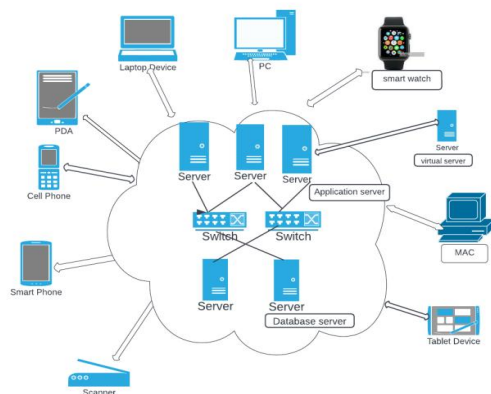 Laptop Device
PC
smart watch
PDA
Server
virtual server
Cell Phone
Server
Server
Server
Application server
Switch
Switch
MAC
Smart Phone
Server
Server
Database server
Tablet Device
Scanner